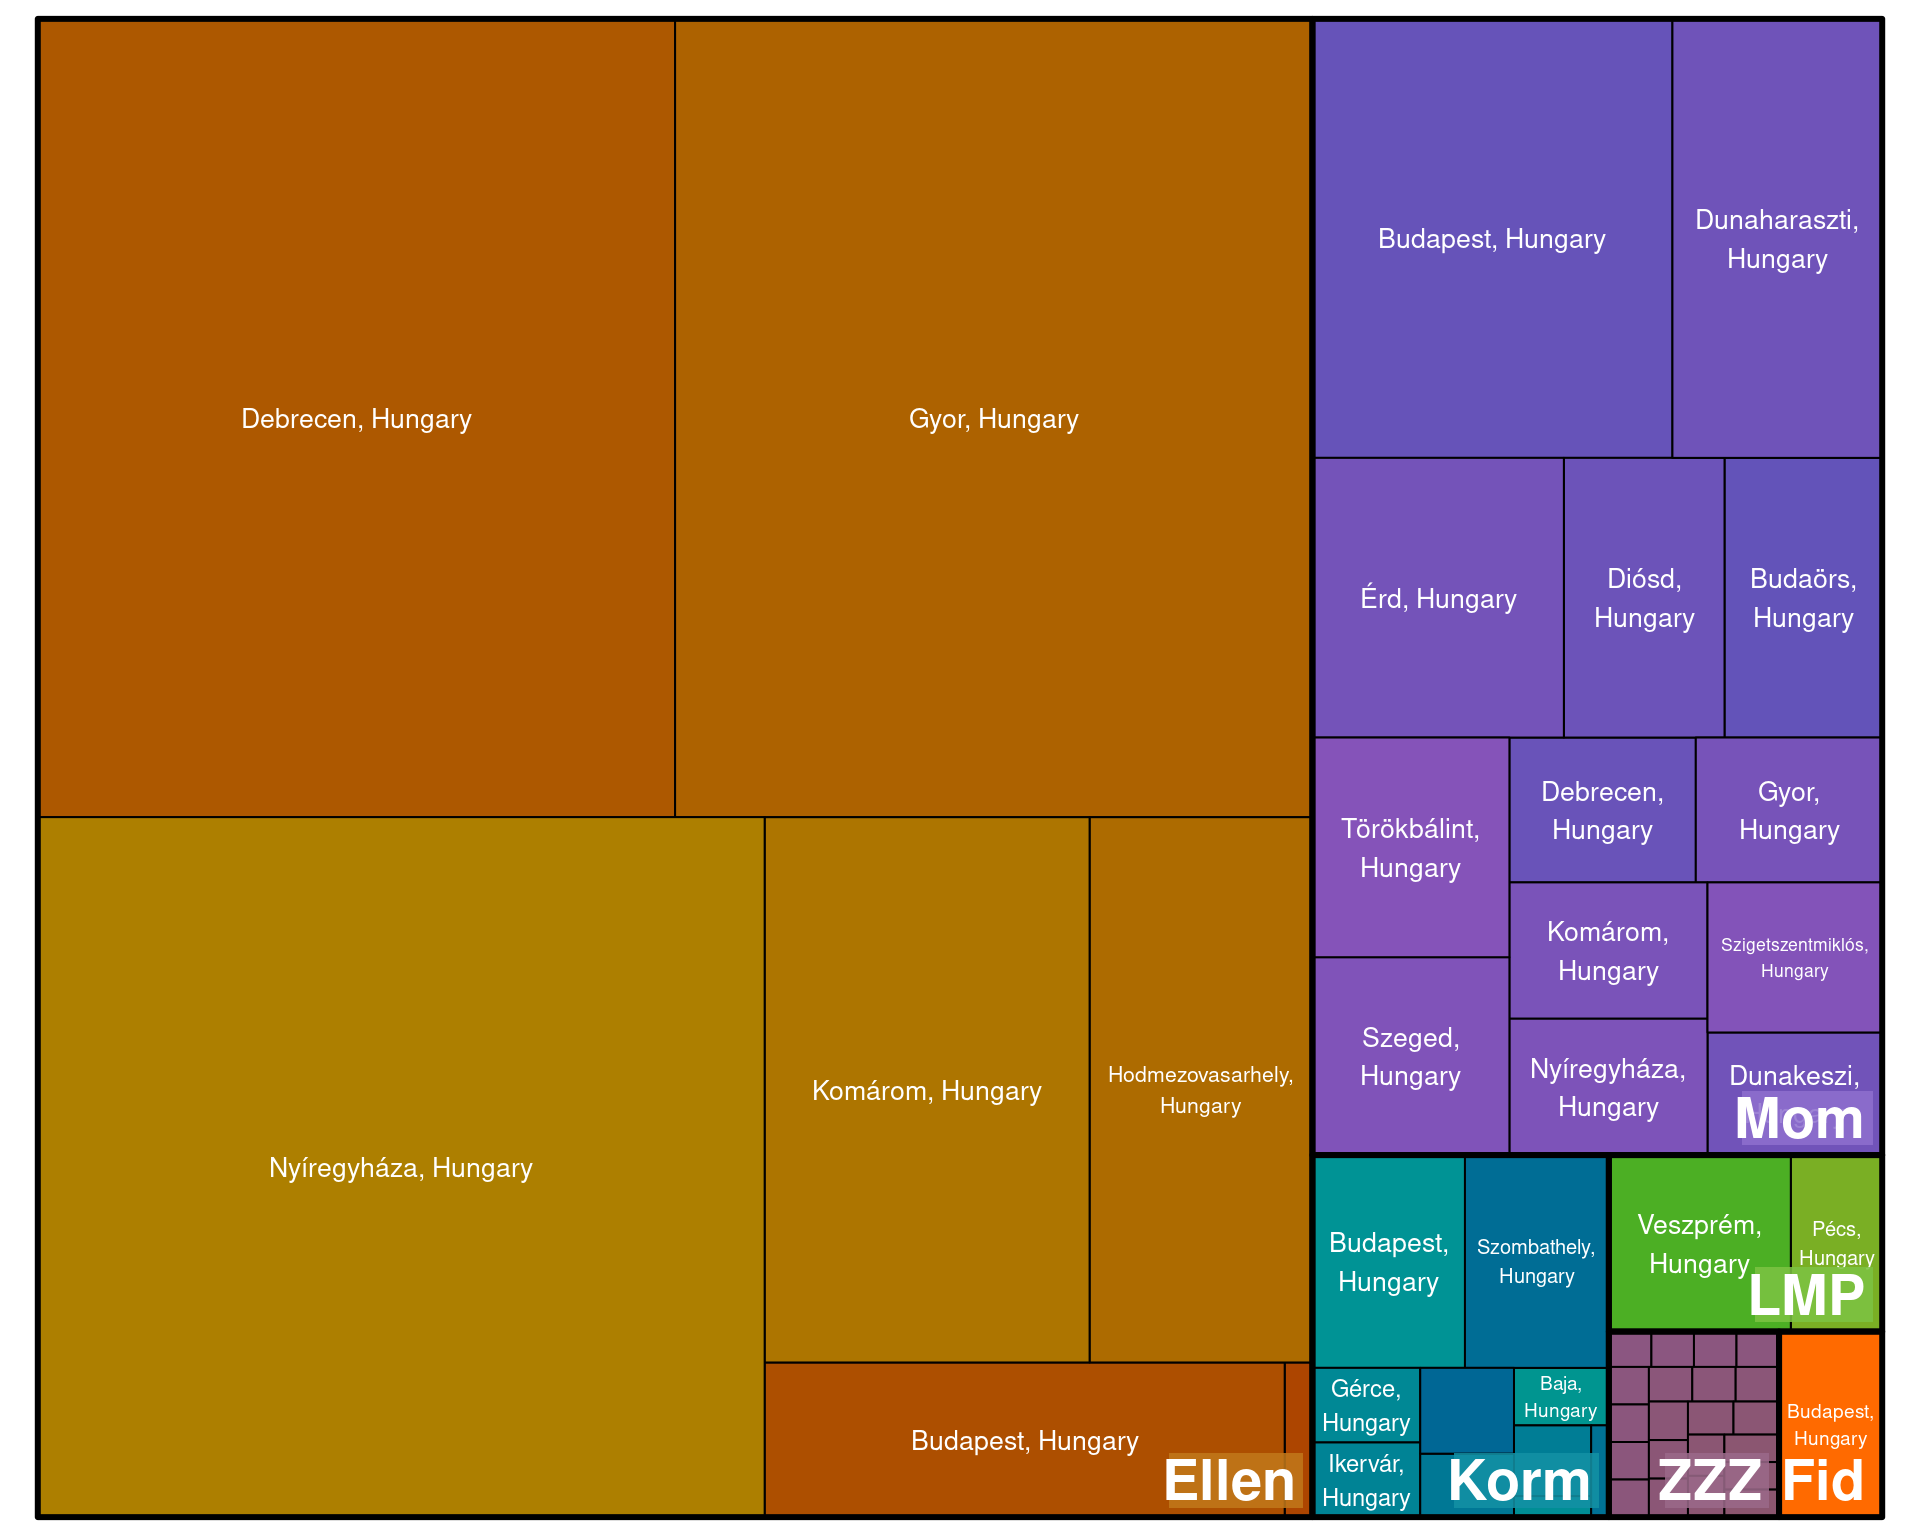 Debrecen, Hungary
Gyor, Hungary
Nyíregyháza, Hungary
Komárom, Hungary
Hodmezovasarhely,
Hungary
Budapest, Hungary
Ellen
Budapest, Hungary
Dunaharaszti,
Hungary
Érd, Hungary
Diósd,
Hungary
Budaörs,
Hungary
Törökbálint,
Hungary
Debrecen,
Hungary
Gyor,
Hungary
Szeged,
Hungary
Komárom,
Hungary
Szigetszentmiklós,
Hungary
Nyíregyháza,
Hungary
Dunakeszi,
Mom
Budapest,
Hungary
Szombathely,
Hungary
Gérce,
Hungary
Baja,
Hungary
Ikervár,
Hungary
Korm
Veszprém,
Hungary
Pécs,
Hungary
LMP
ZZZ
Budapest,
Hungary
Fid